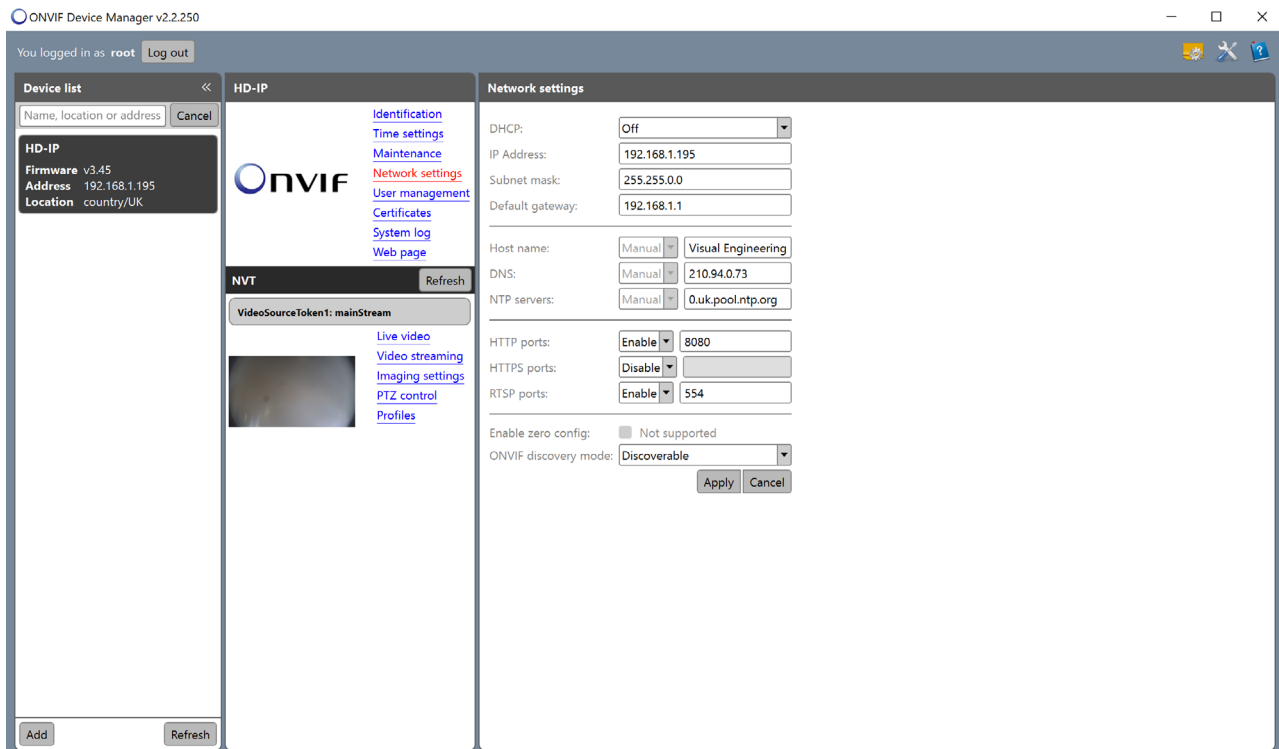 ONVIF Device Manager v2.2.250
You logged in as root Log out
Device list
Name, location or address Cancel
HD-IP
Firmware v3.45
Address 192.168.1.195
Location country/UK
Add Refresh
HD-IP
ONVIF
Identification
Time settings
Maintenance
Network settings
User management
Certificates
System log
Web page
NVT Refresh
VideoSourceToken1: mainStream
Live video
Video streaming
Imaging settings
PTZ control
Profiles
Network settings
DHCP: Off
IP Address: 192.168.1.195
Subnet mask: 255.255.0.0
Default gateway: 192.168.1.1
Host name: Manual Visual Engineering
DNS: Manual 210.94.0.73
NTP servers: Manual 0.uk.pool.ntp.org
HTTP ports: Enable 8080
HTTPS ports: Disable
RTSP ports: Enable 554
Enable zero config: Not supported
ONVIF discovery mode: Discoverable
Apply Cancel